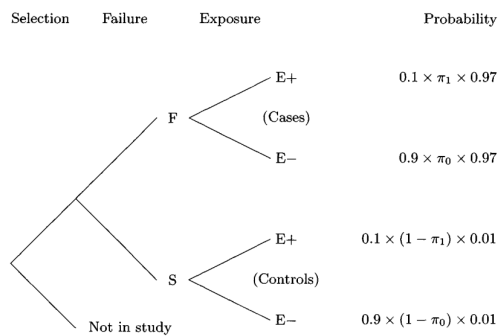 Selection Failure Exposure Probability
E+ 0.1 × π₁ × 0.97
F (Cases)
E− 0.9 × π₀ × 0.97
E+ 0.1 × (1 − π₁) × 0.01
S (Controls)
E− 0.9 × (1 − π₀) × 0.01
Not in study